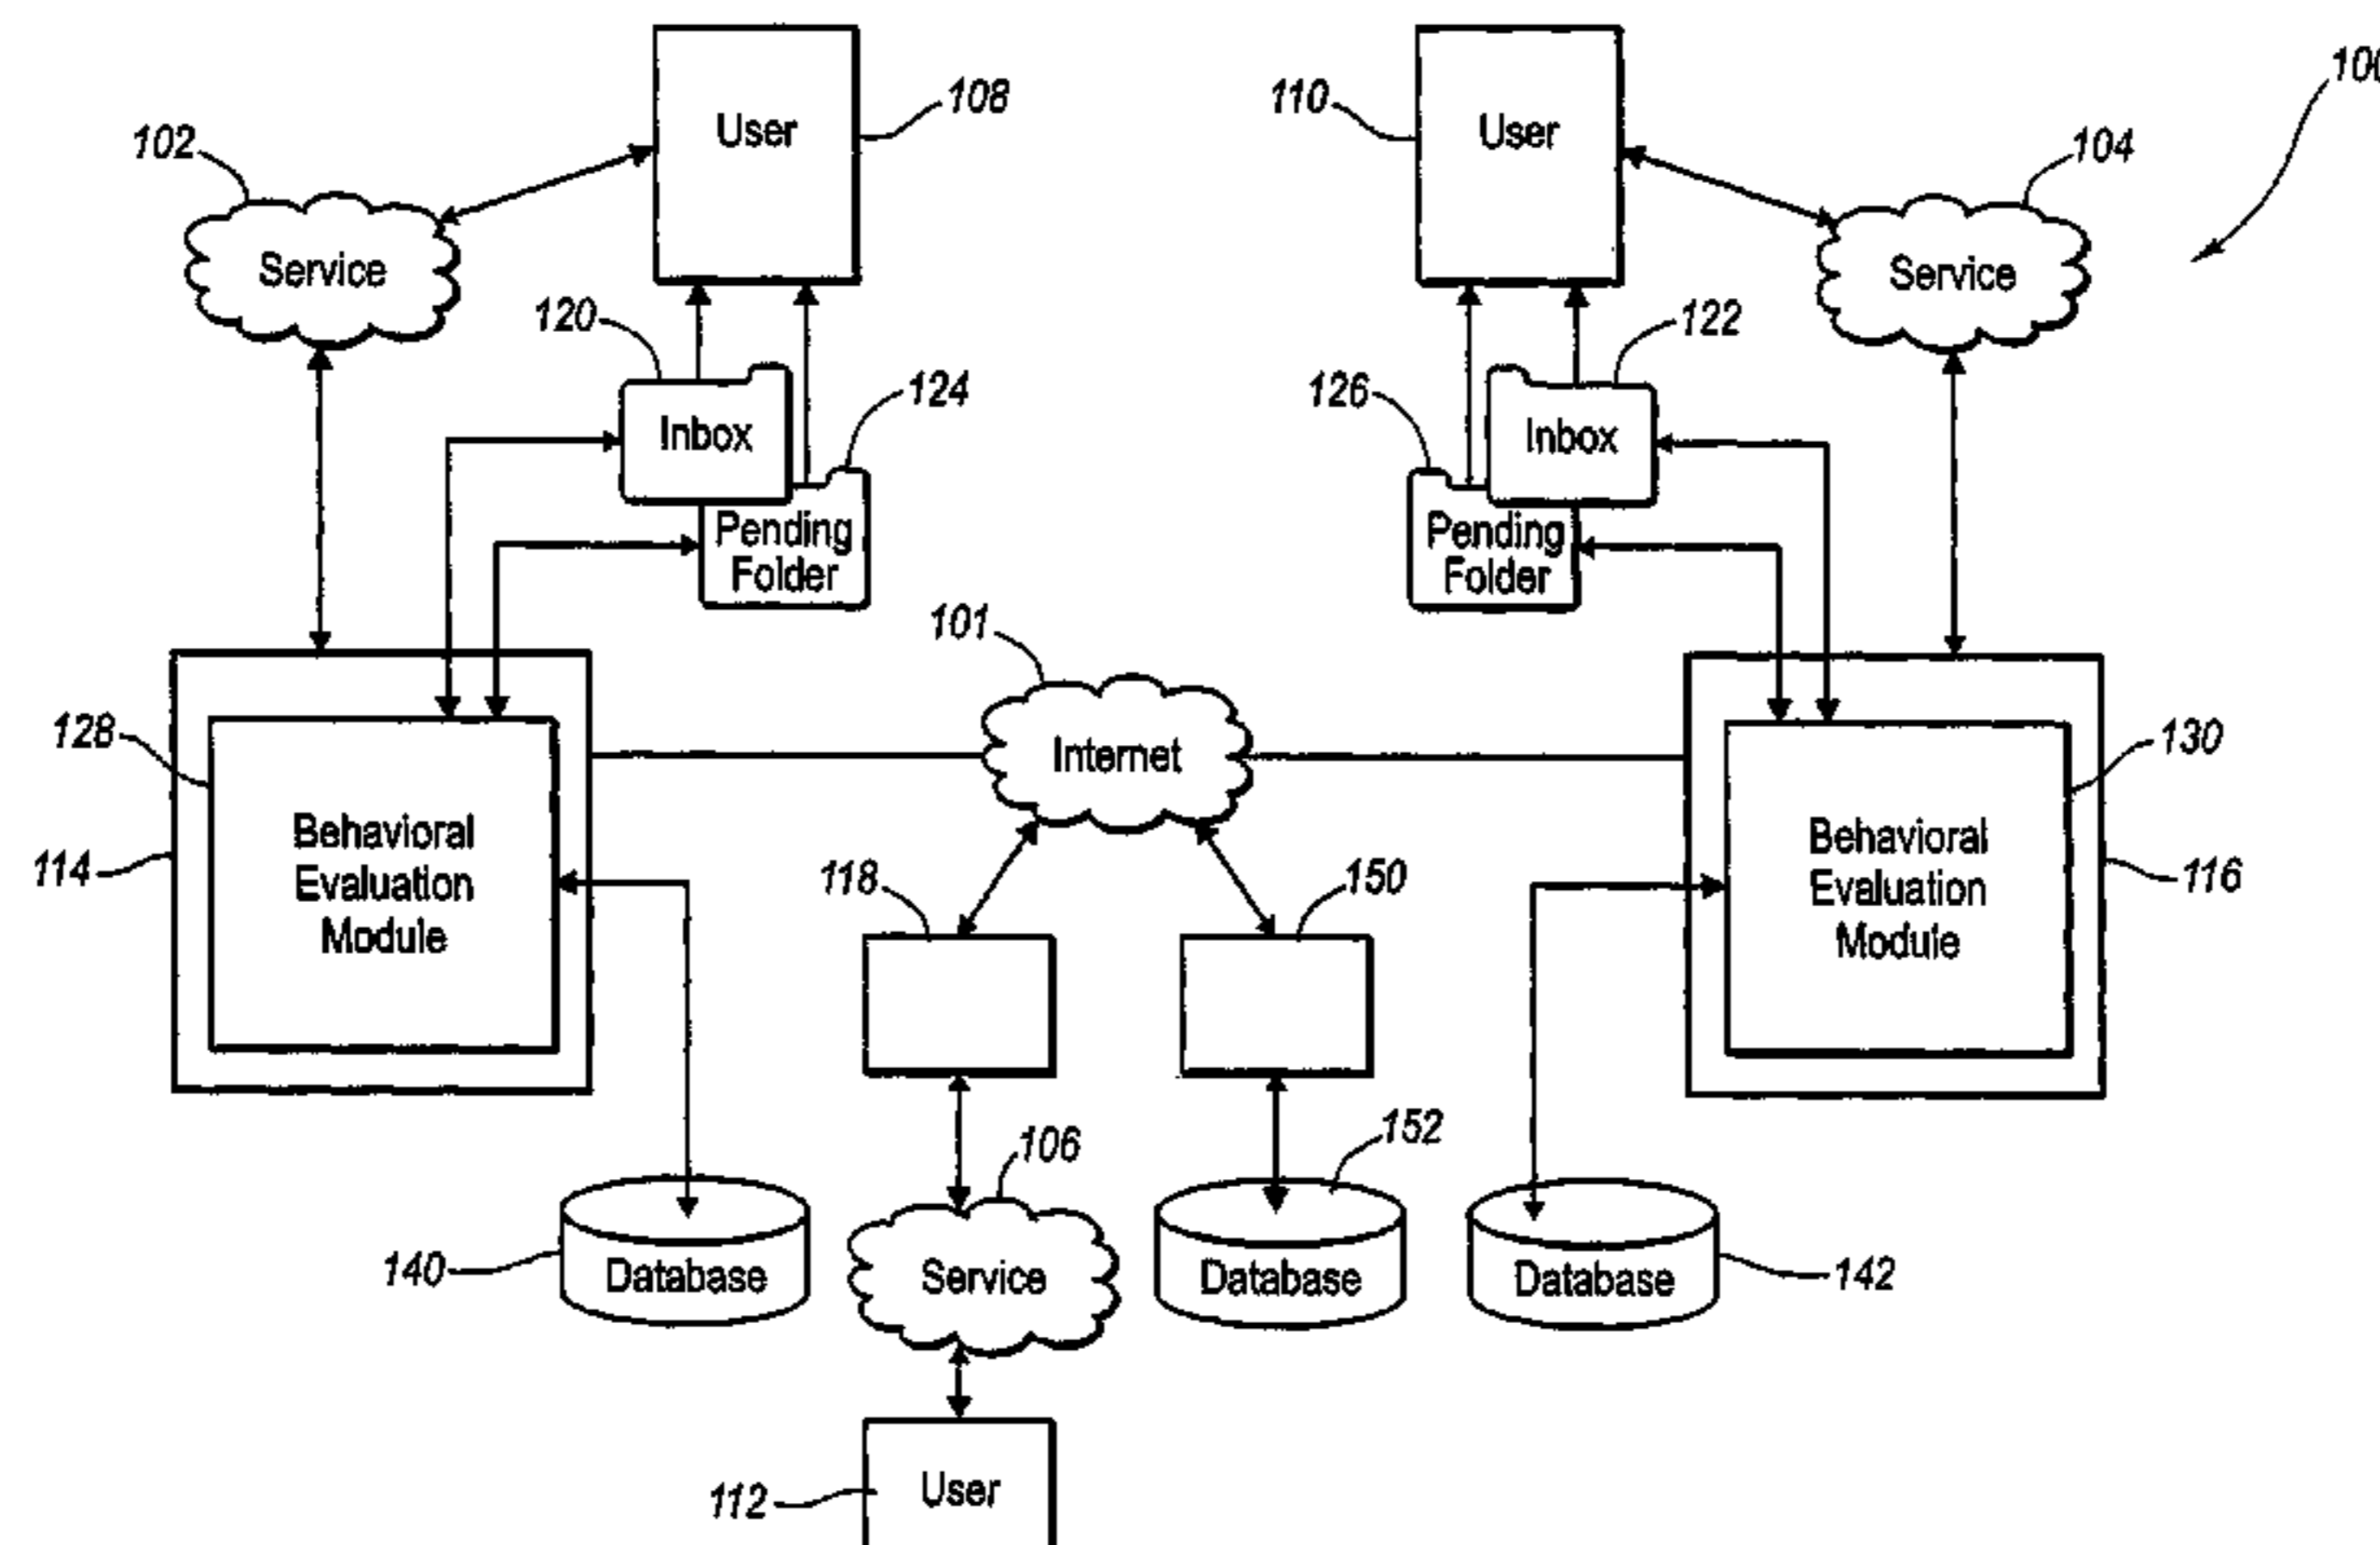 100
108
User
110
User
102
104
Service
Service
120
122
124
126
Inbox
Inbox
Pending
Folder
Pending
Folder
101
128
130
Internet
Behavioral
Evaluation
Module
Behavioral
Evaluation
Module
114
118
150
116
106
152
140
Database
Service
Database
Database
142
112
User